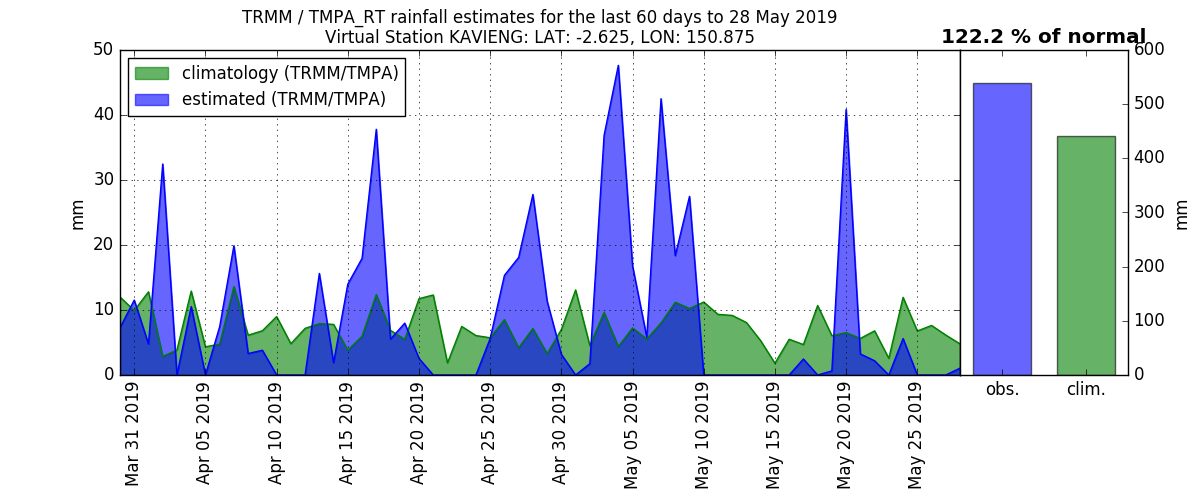 TRMM / TMPA_RT rainfall estimates for the last 60 days to 28 May 2019
Virtual Station KAVIENG: LAT: -2.625, LON: 150.875
122.2 % of normal
climatology (TRMM/TMPA)
estimated (TRMM/TMPA)
mm
50
40
30
20
10
0
Mar 31 2019
Apr 05 2019
Apr 10 2019
Apr 15 2019
Apr 20 2019
Apr 25 2019
Apr 30 2019
May 05 2019
May 10 2019
May 15 2019
May 20 2019
May 25 2019
obs.
clim.
600
500
400
300
200
100
0
mm